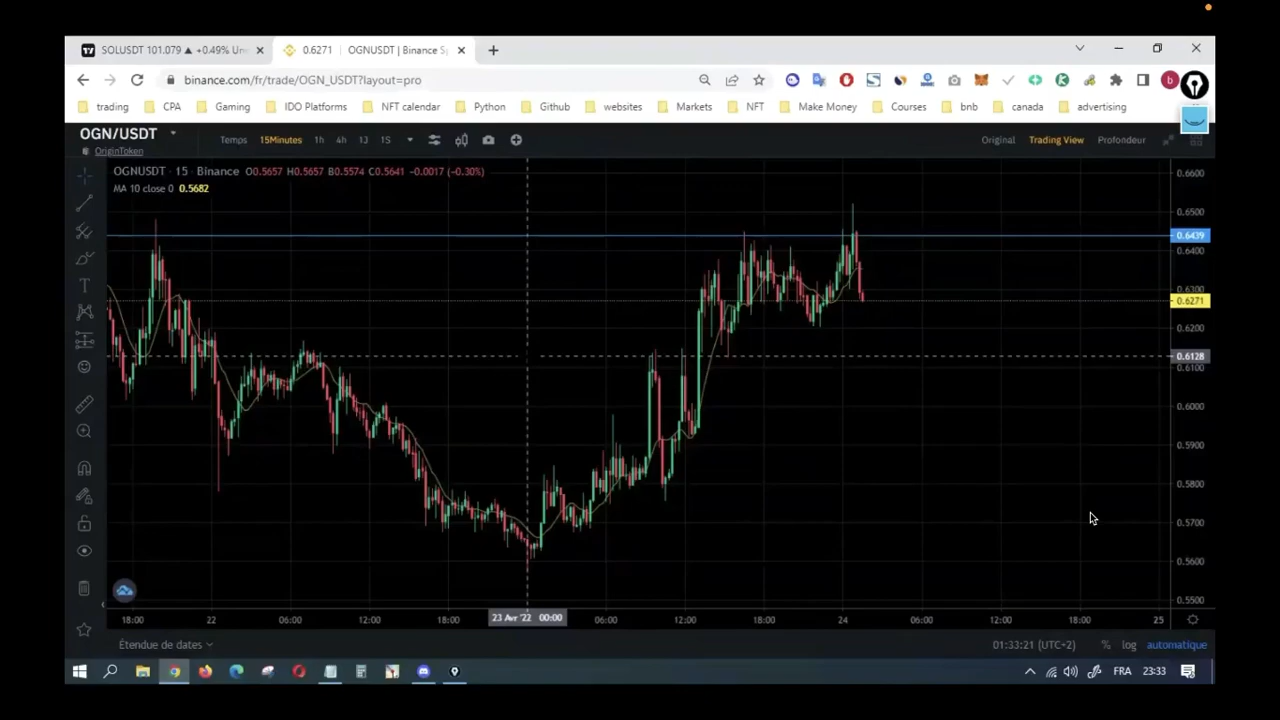 SOLUSDT 101.079 ▲ +0.49% Un
0.6271 | OGNUSDT | Binance S
binance.com/fr/trade/OGN_USDT?layout=pro
trading CPA Gaming IDO Platforms NFT calendar Python Github websites Markets NFT Make Money Courses bnb canada advertising
OGN/USDT
OriginToken
Temps 15Minutes 1h 4h 1J 1S Original Trading View Profondeur
OGNUSDT · 15 · Binance O0.5657 H0.5657 B0.5574 C0.5641 -0.0017 (-0.30%)
MA 10 close 0 0.5682
0.6600
0.6500
0.6439
0.6400
0.6300
0.6271
0.6200
0.6128
0.6100
0.6000
0.5900
0.5800
0.5700
0.5600
0.5500
18:00 22 06:00 12:00 18:00 23 Avr '22 00:00 06:00 12:00 18:00 24 06:00 12:00 18:00 25
Étendue de dates 01:33:21 (UTC+2) % log automatique
FRA 23:33